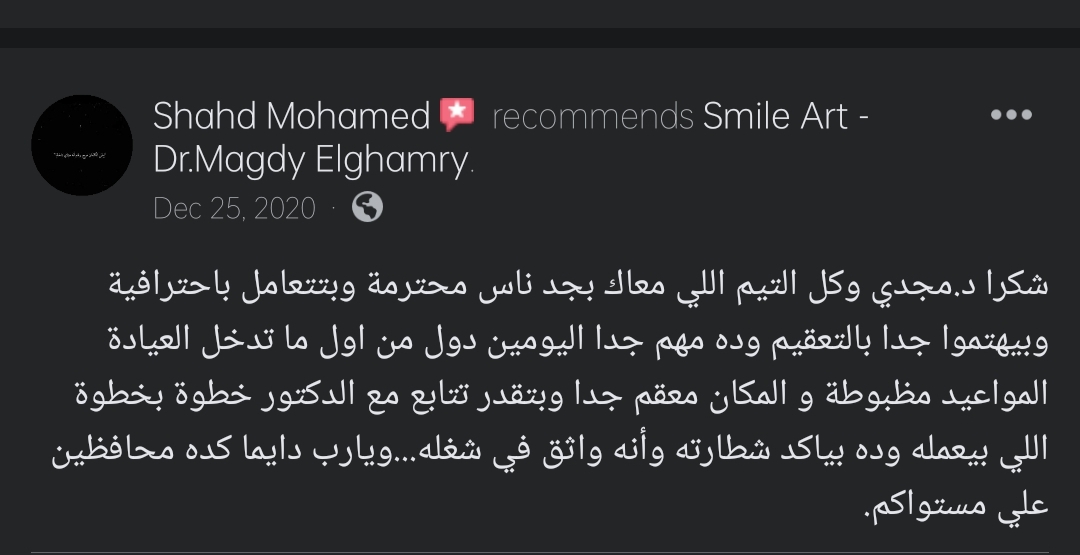 Shahd Mohamed recommends Smile Art -
Dr.Magdy Elghamry.
Dec 25, 2020 ·
شكرا د.مجدي وكل التيم اللي معاك بجد ناس محترمة وبتتعامل باحترافية
وبيهتموا جدا بالتعقيم وده مهم جدا اليومين دول من اول ما تدخل العيادة
المواعيد مظبوطة و المكان معقم جدا وبتقدر تتابع مع الدكتور خطوة بخطوة
اللي بيعمله وده بياكد شطارته وأنه واثق في شغله...ويارب دايما كده محافظين
علي مستواكم.